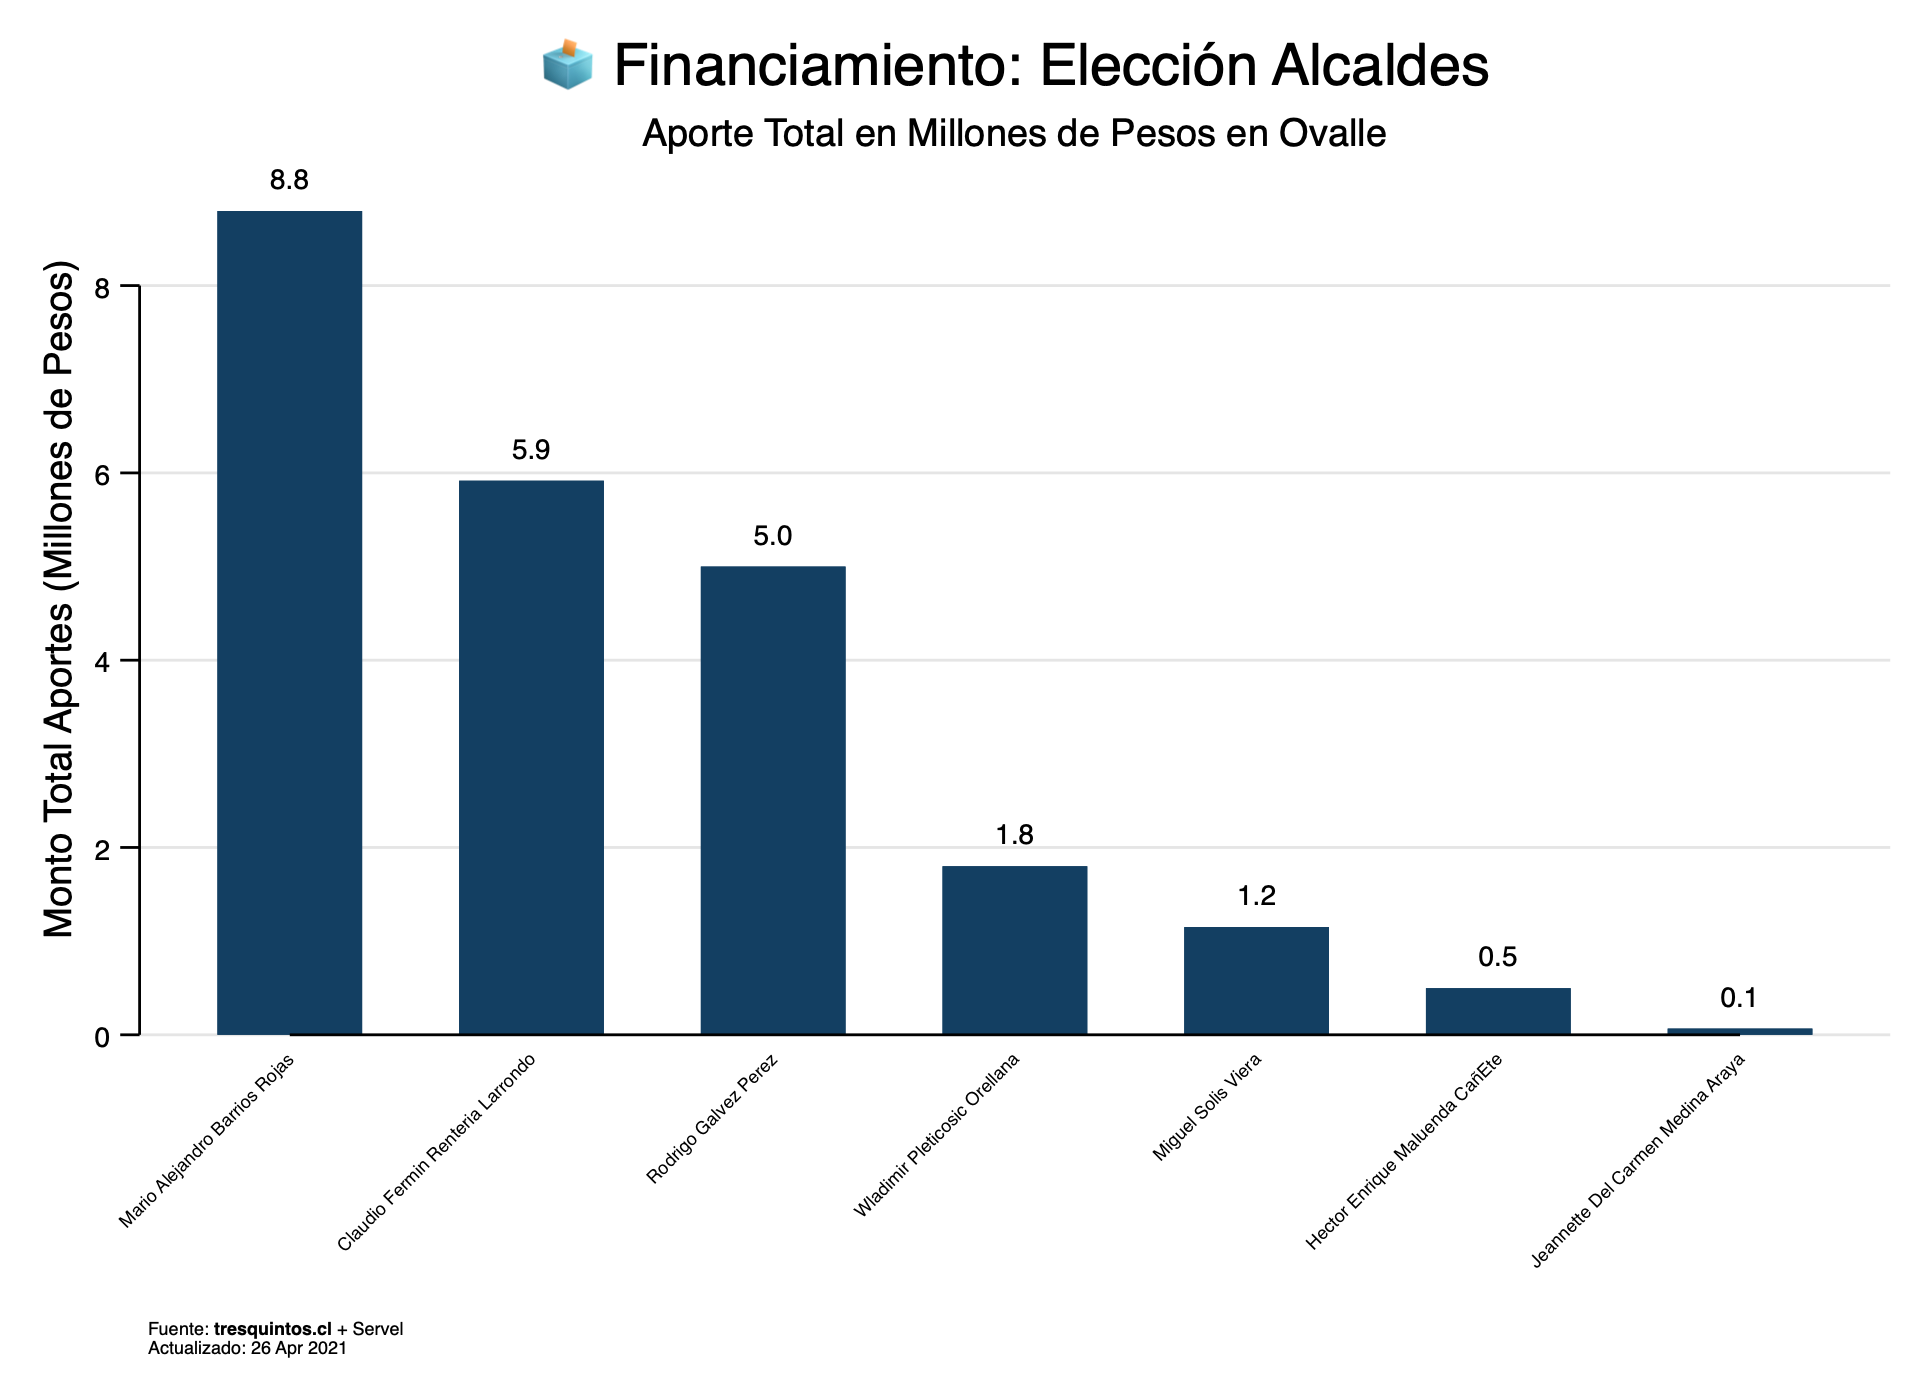 Financiamiento: Elección Alcaldes
Aporte Total en Millones de Pesos en Ovalle
Monto Total Aportes (Millones de Pesos)
8
6
4
2
0
8.8
5.9
5.0
1.8
1.2
0.5
0.1
Mario Alejandro Barrios Rojas
Claudio Fermin Renteria Larrondo
Rodrigo Galvez Perez
Wladimir Pleticosic Orellana
Miguel Solis Viera
Hector Enrique Maluenda CañEte
Jeannette Del Carmen Medina Araya
Fuente: tresquintos.cl + Servel
Actualizado: 26 Apr 2021